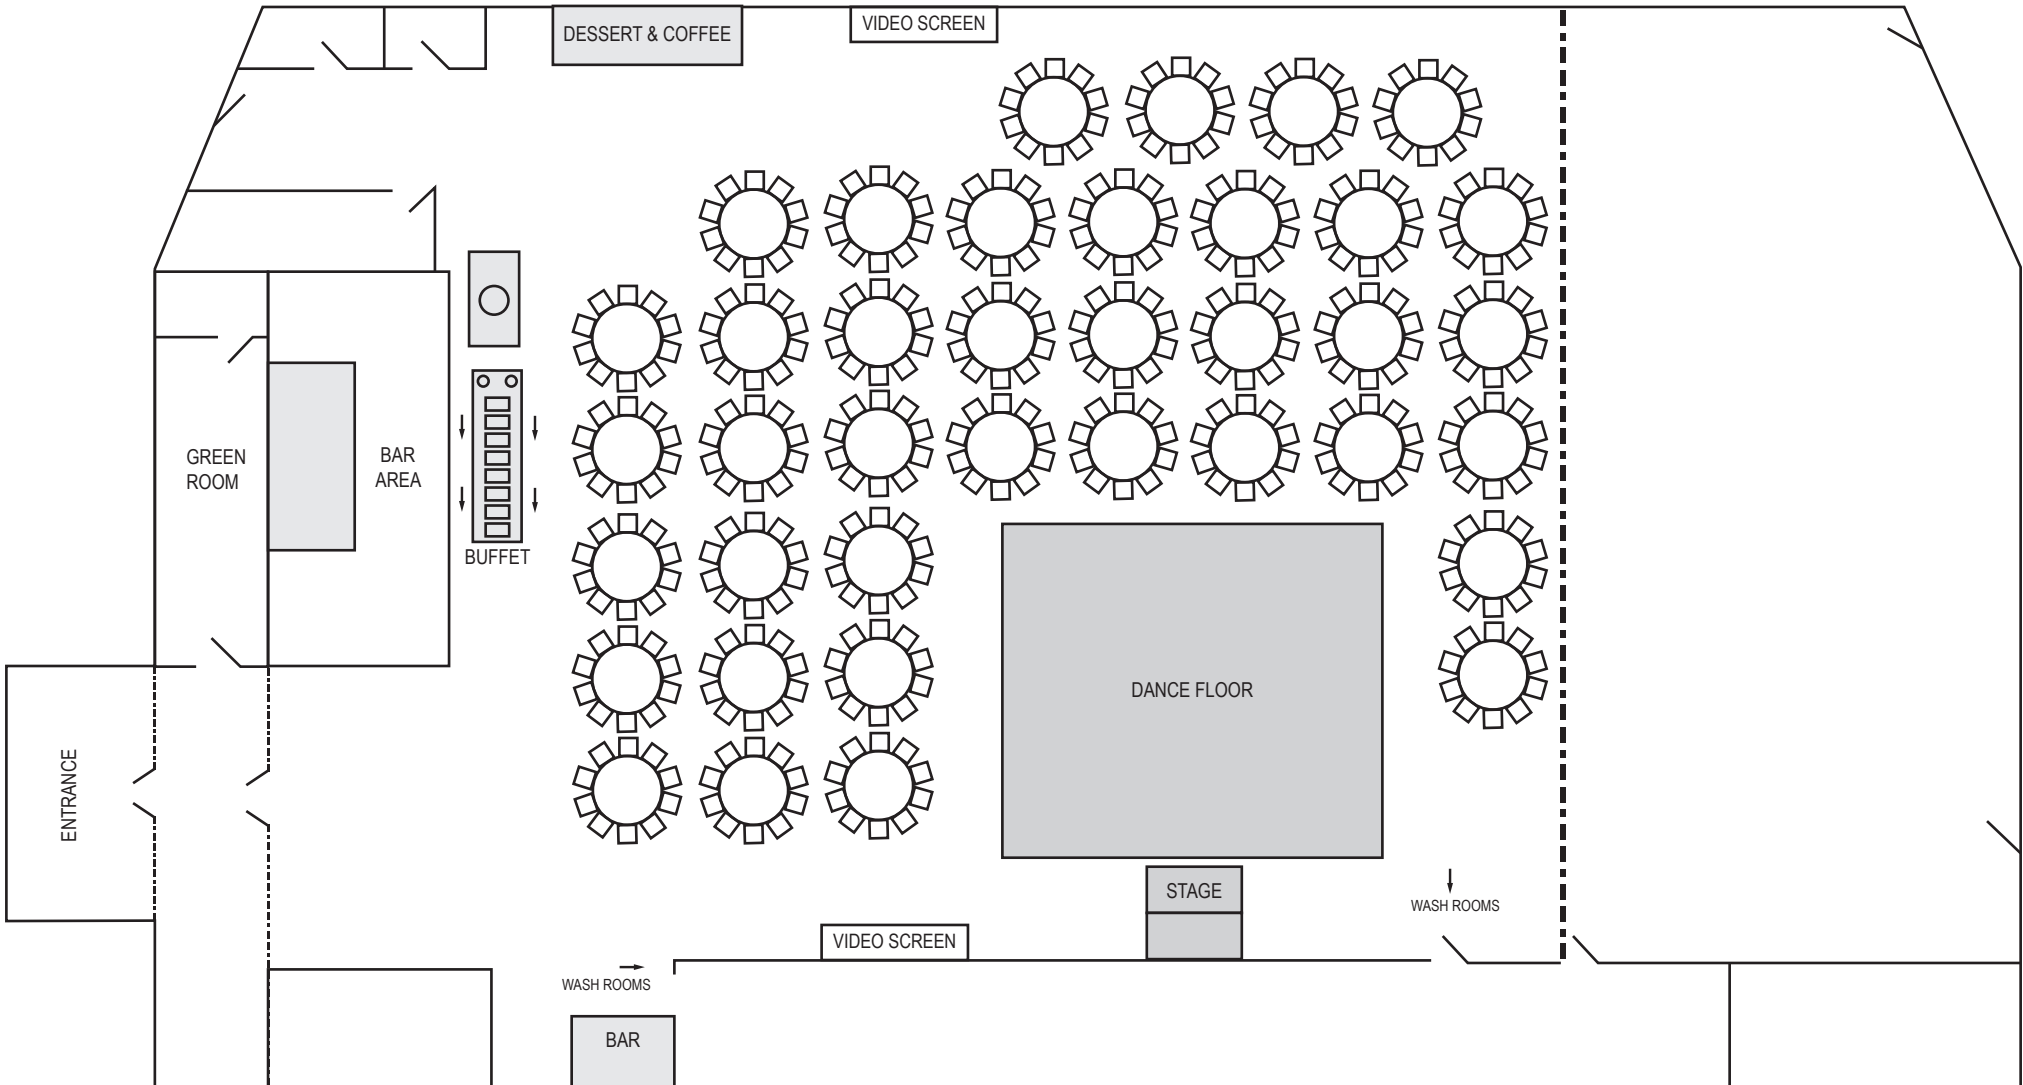 DESSERT & COFFEE
VIDEO SCREEN
GREEN
ROOM
BAR
AREA
BUFFET
DANCE FLOOR
ENTRANCE
STAGE
WASH ROOMS
VIDEO SCREEN
WASH ROOMS
BAR